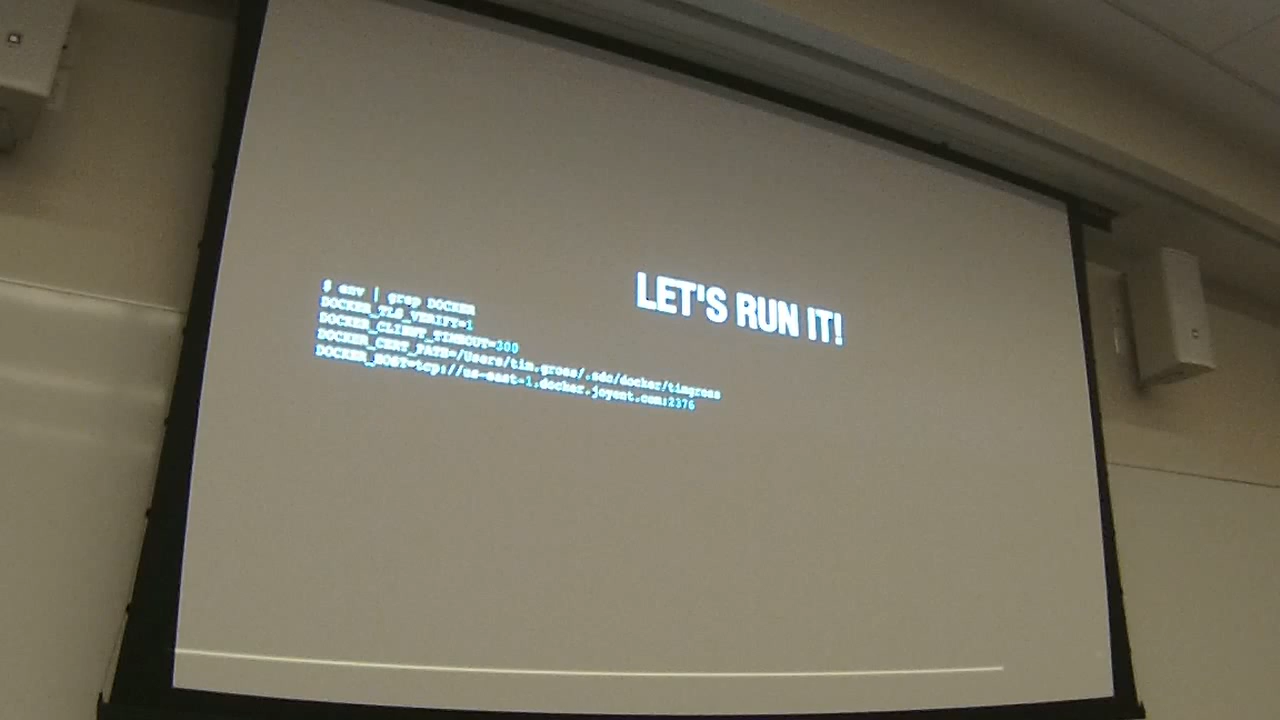 LET'S RUN IT!
$ env | grep DOCKER
DOCKER_TLS_VERIFY=1
DOCKER_CLIENT_TIMEOUT=300
DOCKER_CERT_PATH=/Users/tim.gross/.sdc/docker/timgross
DOCKER_HOST=tcp://us-east-1.docker.joyent.com:2376